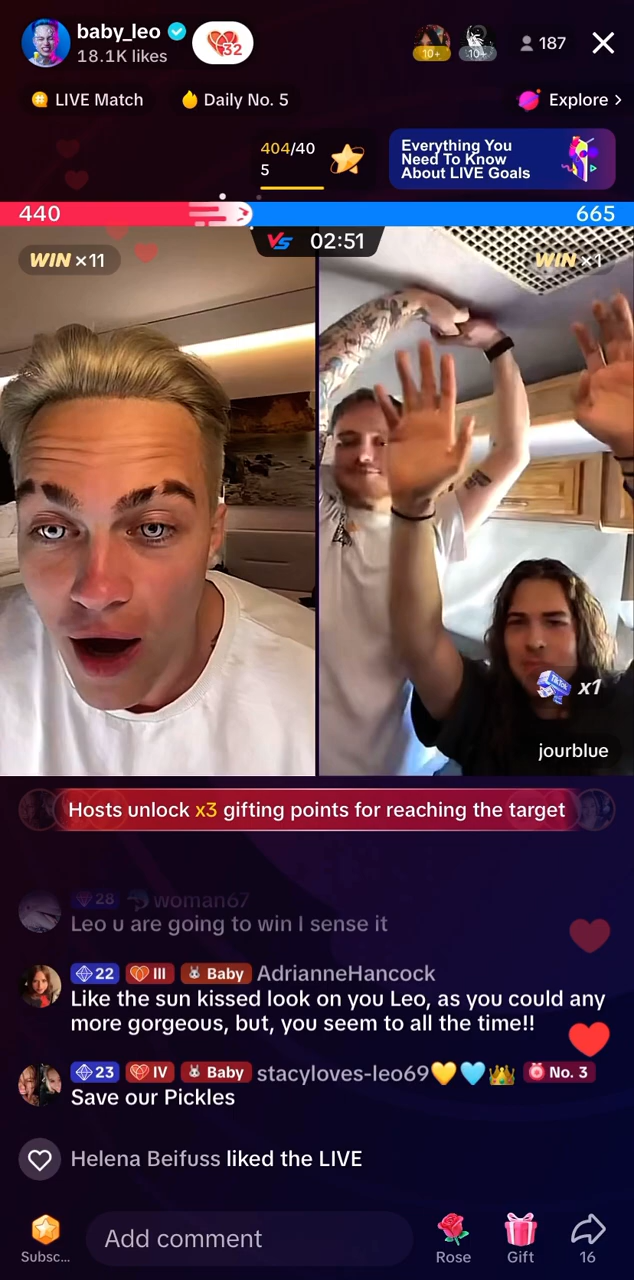 baby_leo
18.1K likes
32
10+
10+
187
LIVE Match
Daily No. 5
Explore >
404/40
5
Everything You
Need To Know
About LIVE Goals
440
665
VS 02:51
WIN x11
WIN x1
TikTok
x1
jourblue
Hosts unlock x3 gifting points for reaching the target
28 woman67
Leo u are going to win I sense it
22 III Baby AdrianneHancock
Like the sun kissed look on you Leo, as you could any
more gorgeous, but, you seem to all the time!!
23 IV Baby stacyloves-leo69💛🩵👑 No. 3
Save our Pickles
Helena Beifuss liked the LIVE
Subsc...
Add comment
Rose
Gift
16